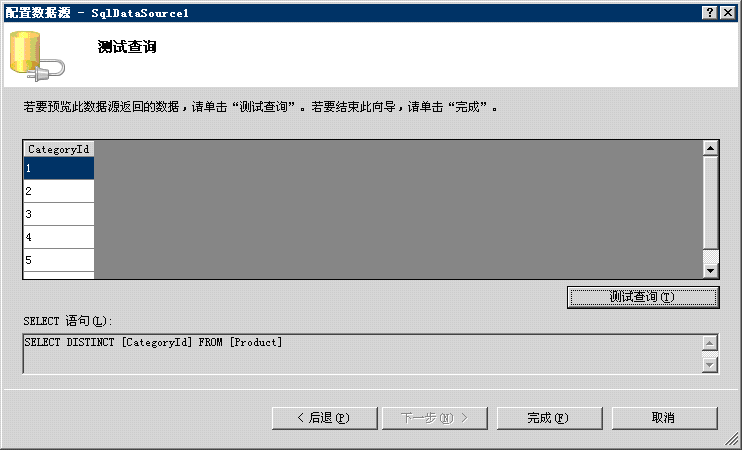 配置数据源 - SqlDataSource1
测试查询
若要预览此数据源返回的数据，请单击“测试查询”。若要结束此向导，请单击“完成”。
CategoryId
1
2
3
4
5
测试查询(T)
SELECT 语句(L):
SELECT DISTINCT [CategoryId] FROM [Product]
< 后退(P)
下一步(N) >
完成(F)
取消